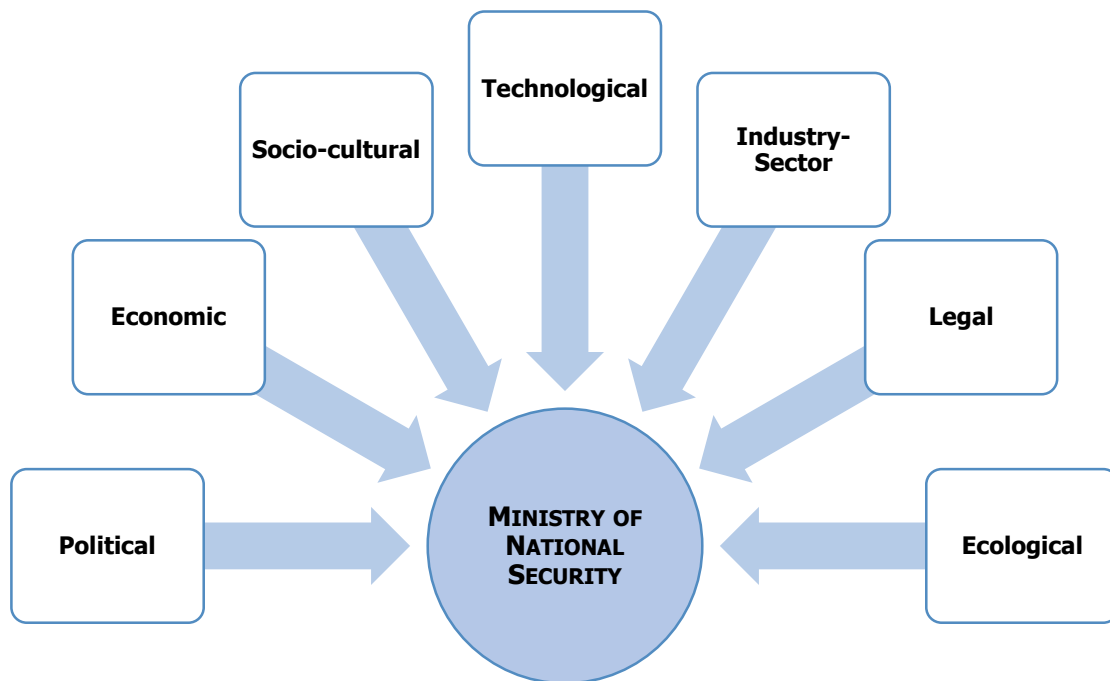 Technological
Socio-cultural
Industry-
Sector
Economic
Legal
Political
MINISTRY OF
NATIONAL
SECURITY
Ecological